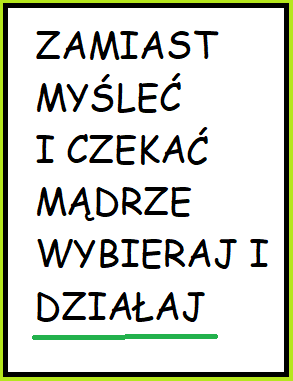 ZAMIAST
MYŚLEĆ
I CZEKAĆ
MĄDRZE
WYBIERAJ I
DZIAŁAJ